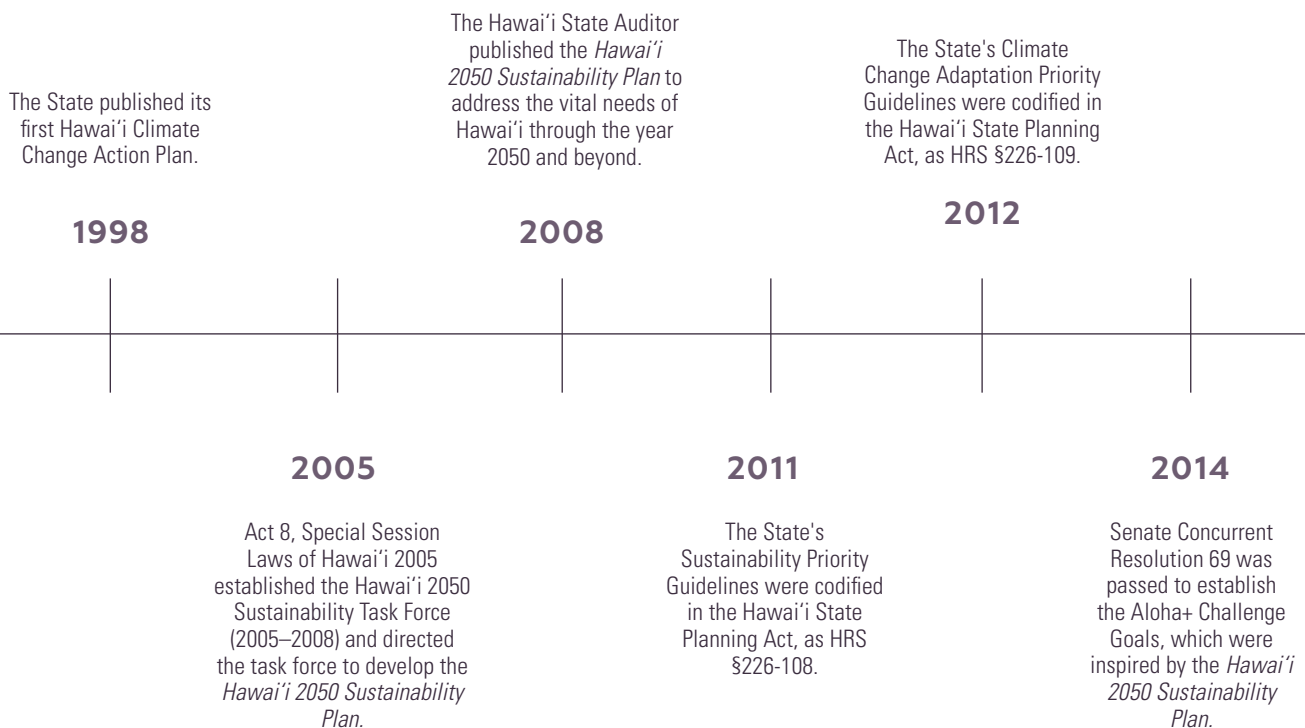 The State published its
first Hawai‘i Climate
Change Action Plan.
1998
Act 8, Special Session
Laws of Hawai‘i 2005
established the Hawai‘i 2050
Sustainability Task Force
(2005–2008) and directed
the task force to develop the
Hawai‘i 2050 Sustainability
Plan.
2005
The Hawai‘i State Auditor
published the Hawai‘i
2050 Sustainability Plan to
address the vital needs of
Hawai‘i through the year
2050 and beyond.
2008
2011
The State's
Sustainability Priority
Guidelines were codified
in the Hawai‘i State
Planning Act, as HRS
§226-108.
The State's Climate
Change Adaptation Priority
Guidelines were codified in
the Hawai‘i State Planning
Act, as HRS §226-109.
2012
2014
Senate Concurrent
Resolution 69 was
passed to establish
the Aloha+ Challenge
Goals, which were
inspired by the Hawai‘i
2050 Sustainability
Plan.